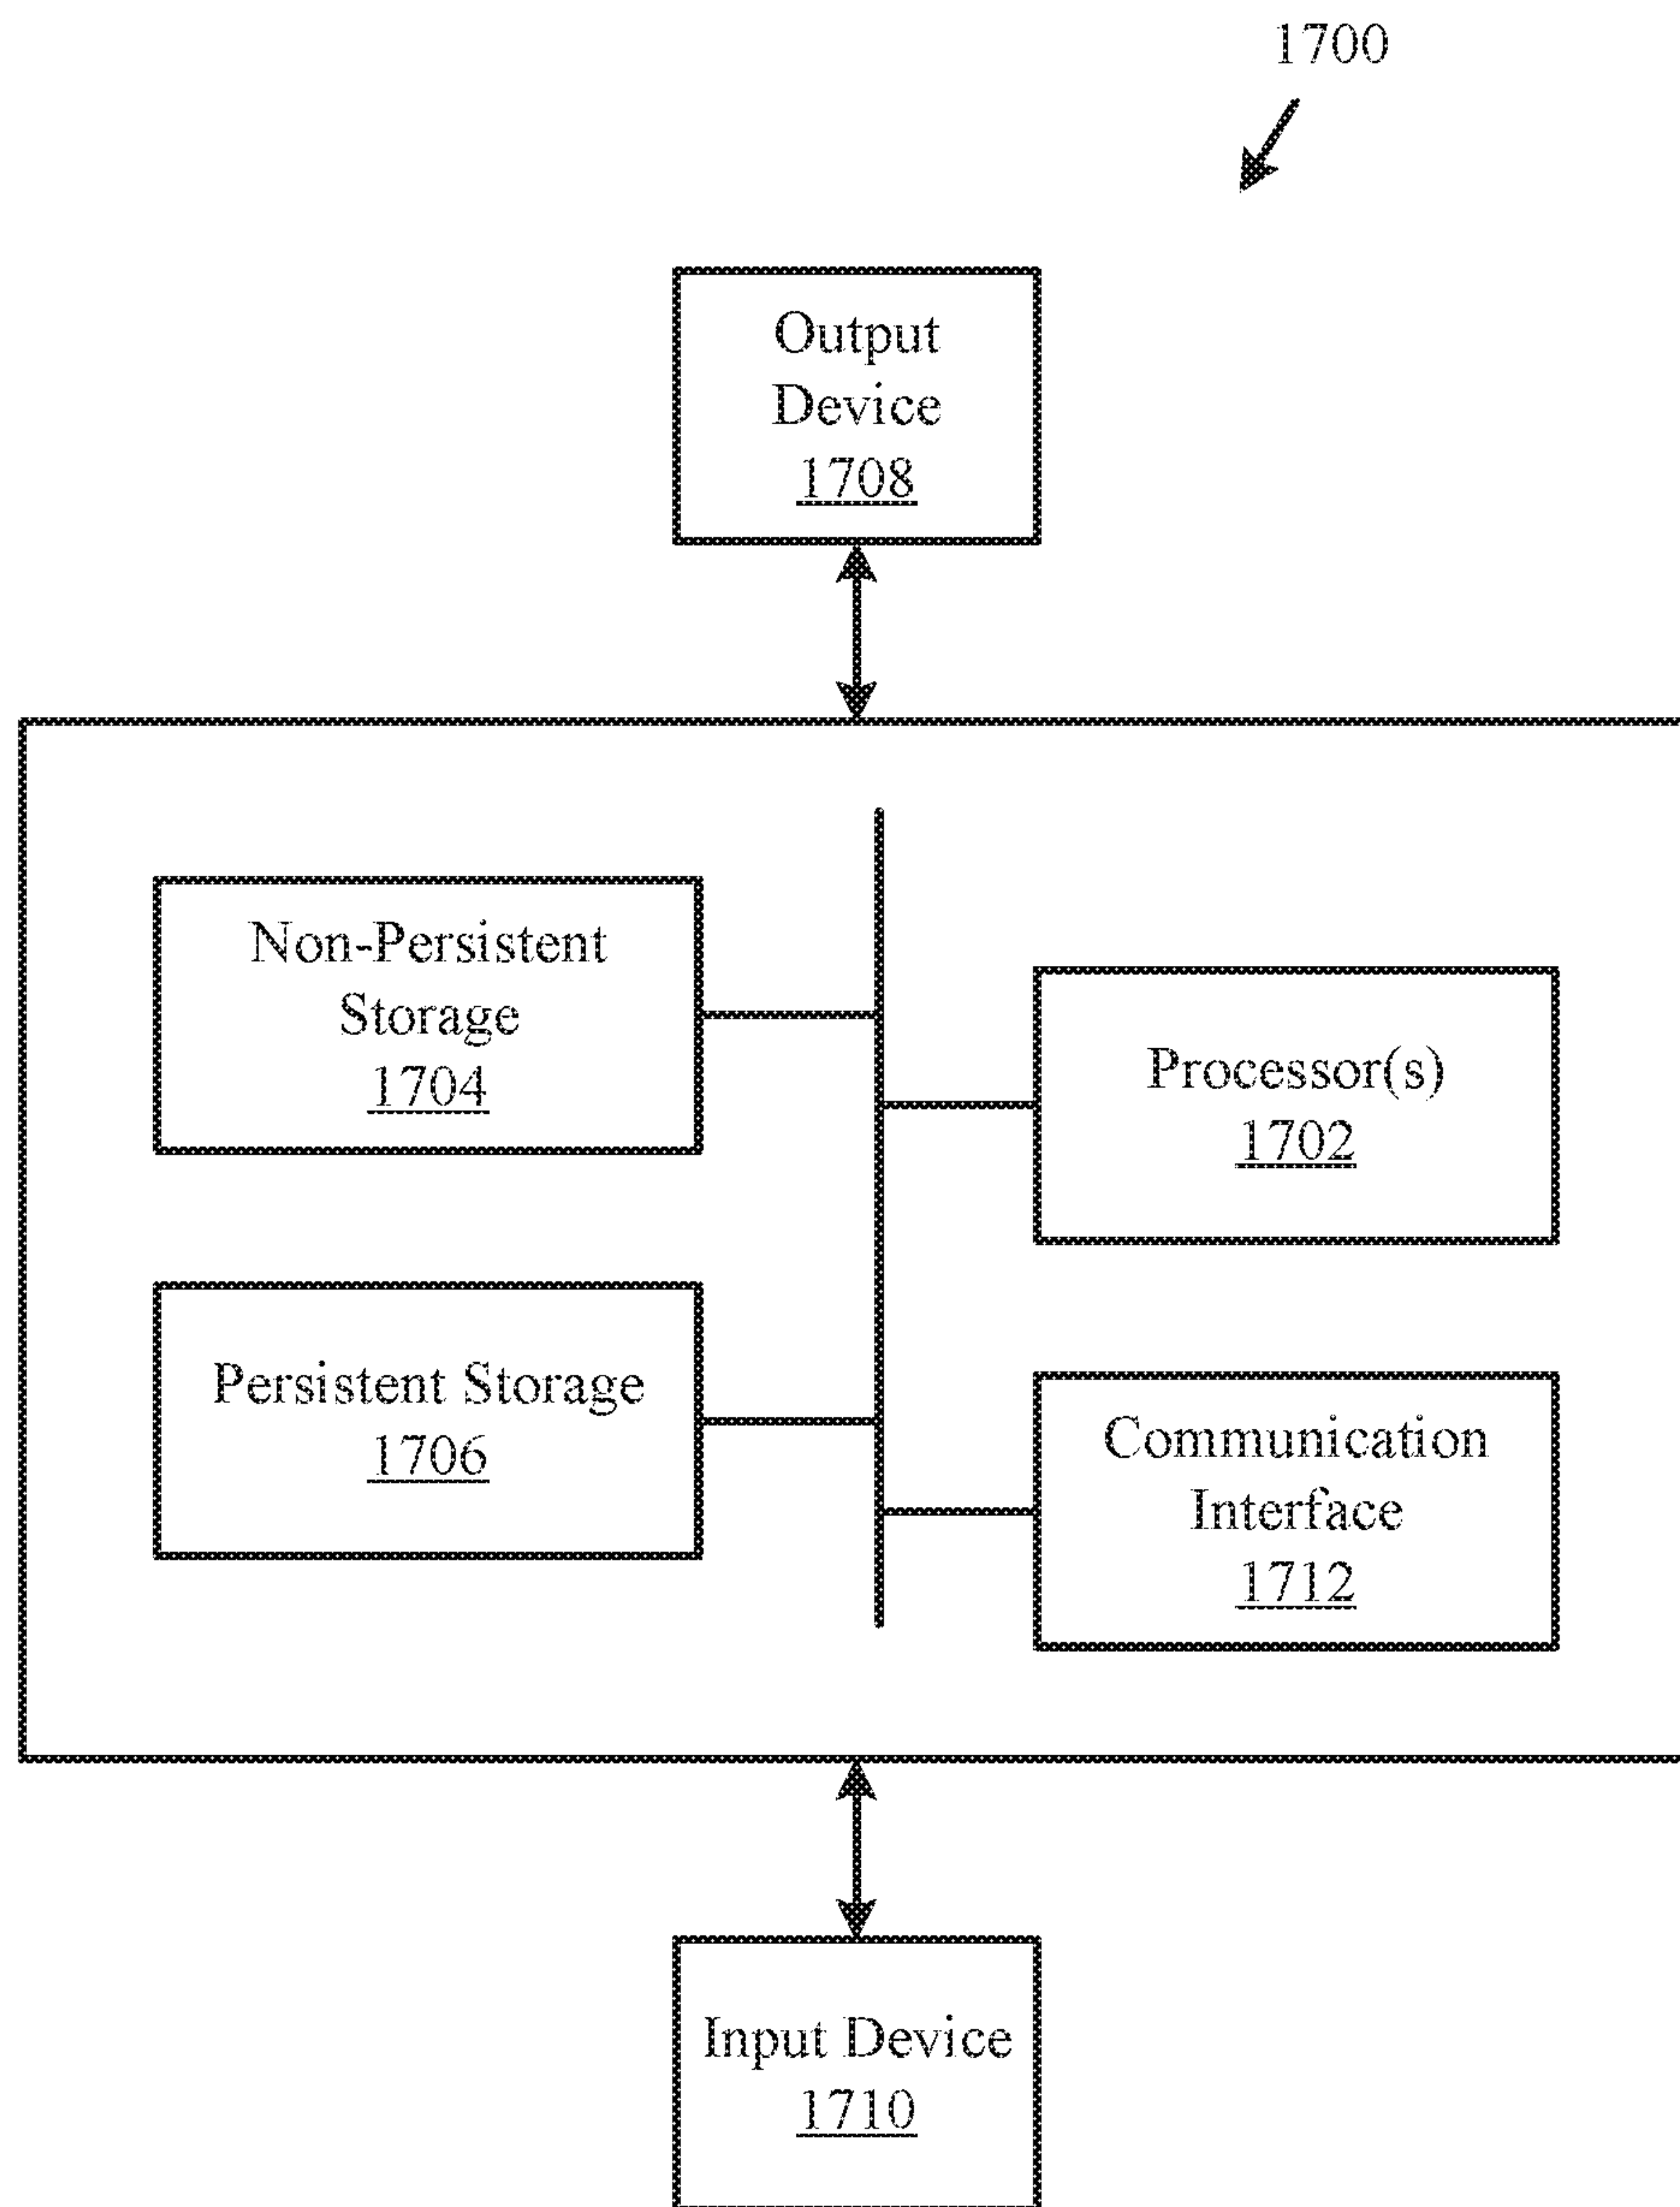 1700
Output
Device
1708
Non-Persistent
Storage
1704
Processor(s)
1702
Persistent Storage
1706
Communication
Interface
1712
Input Device
1710